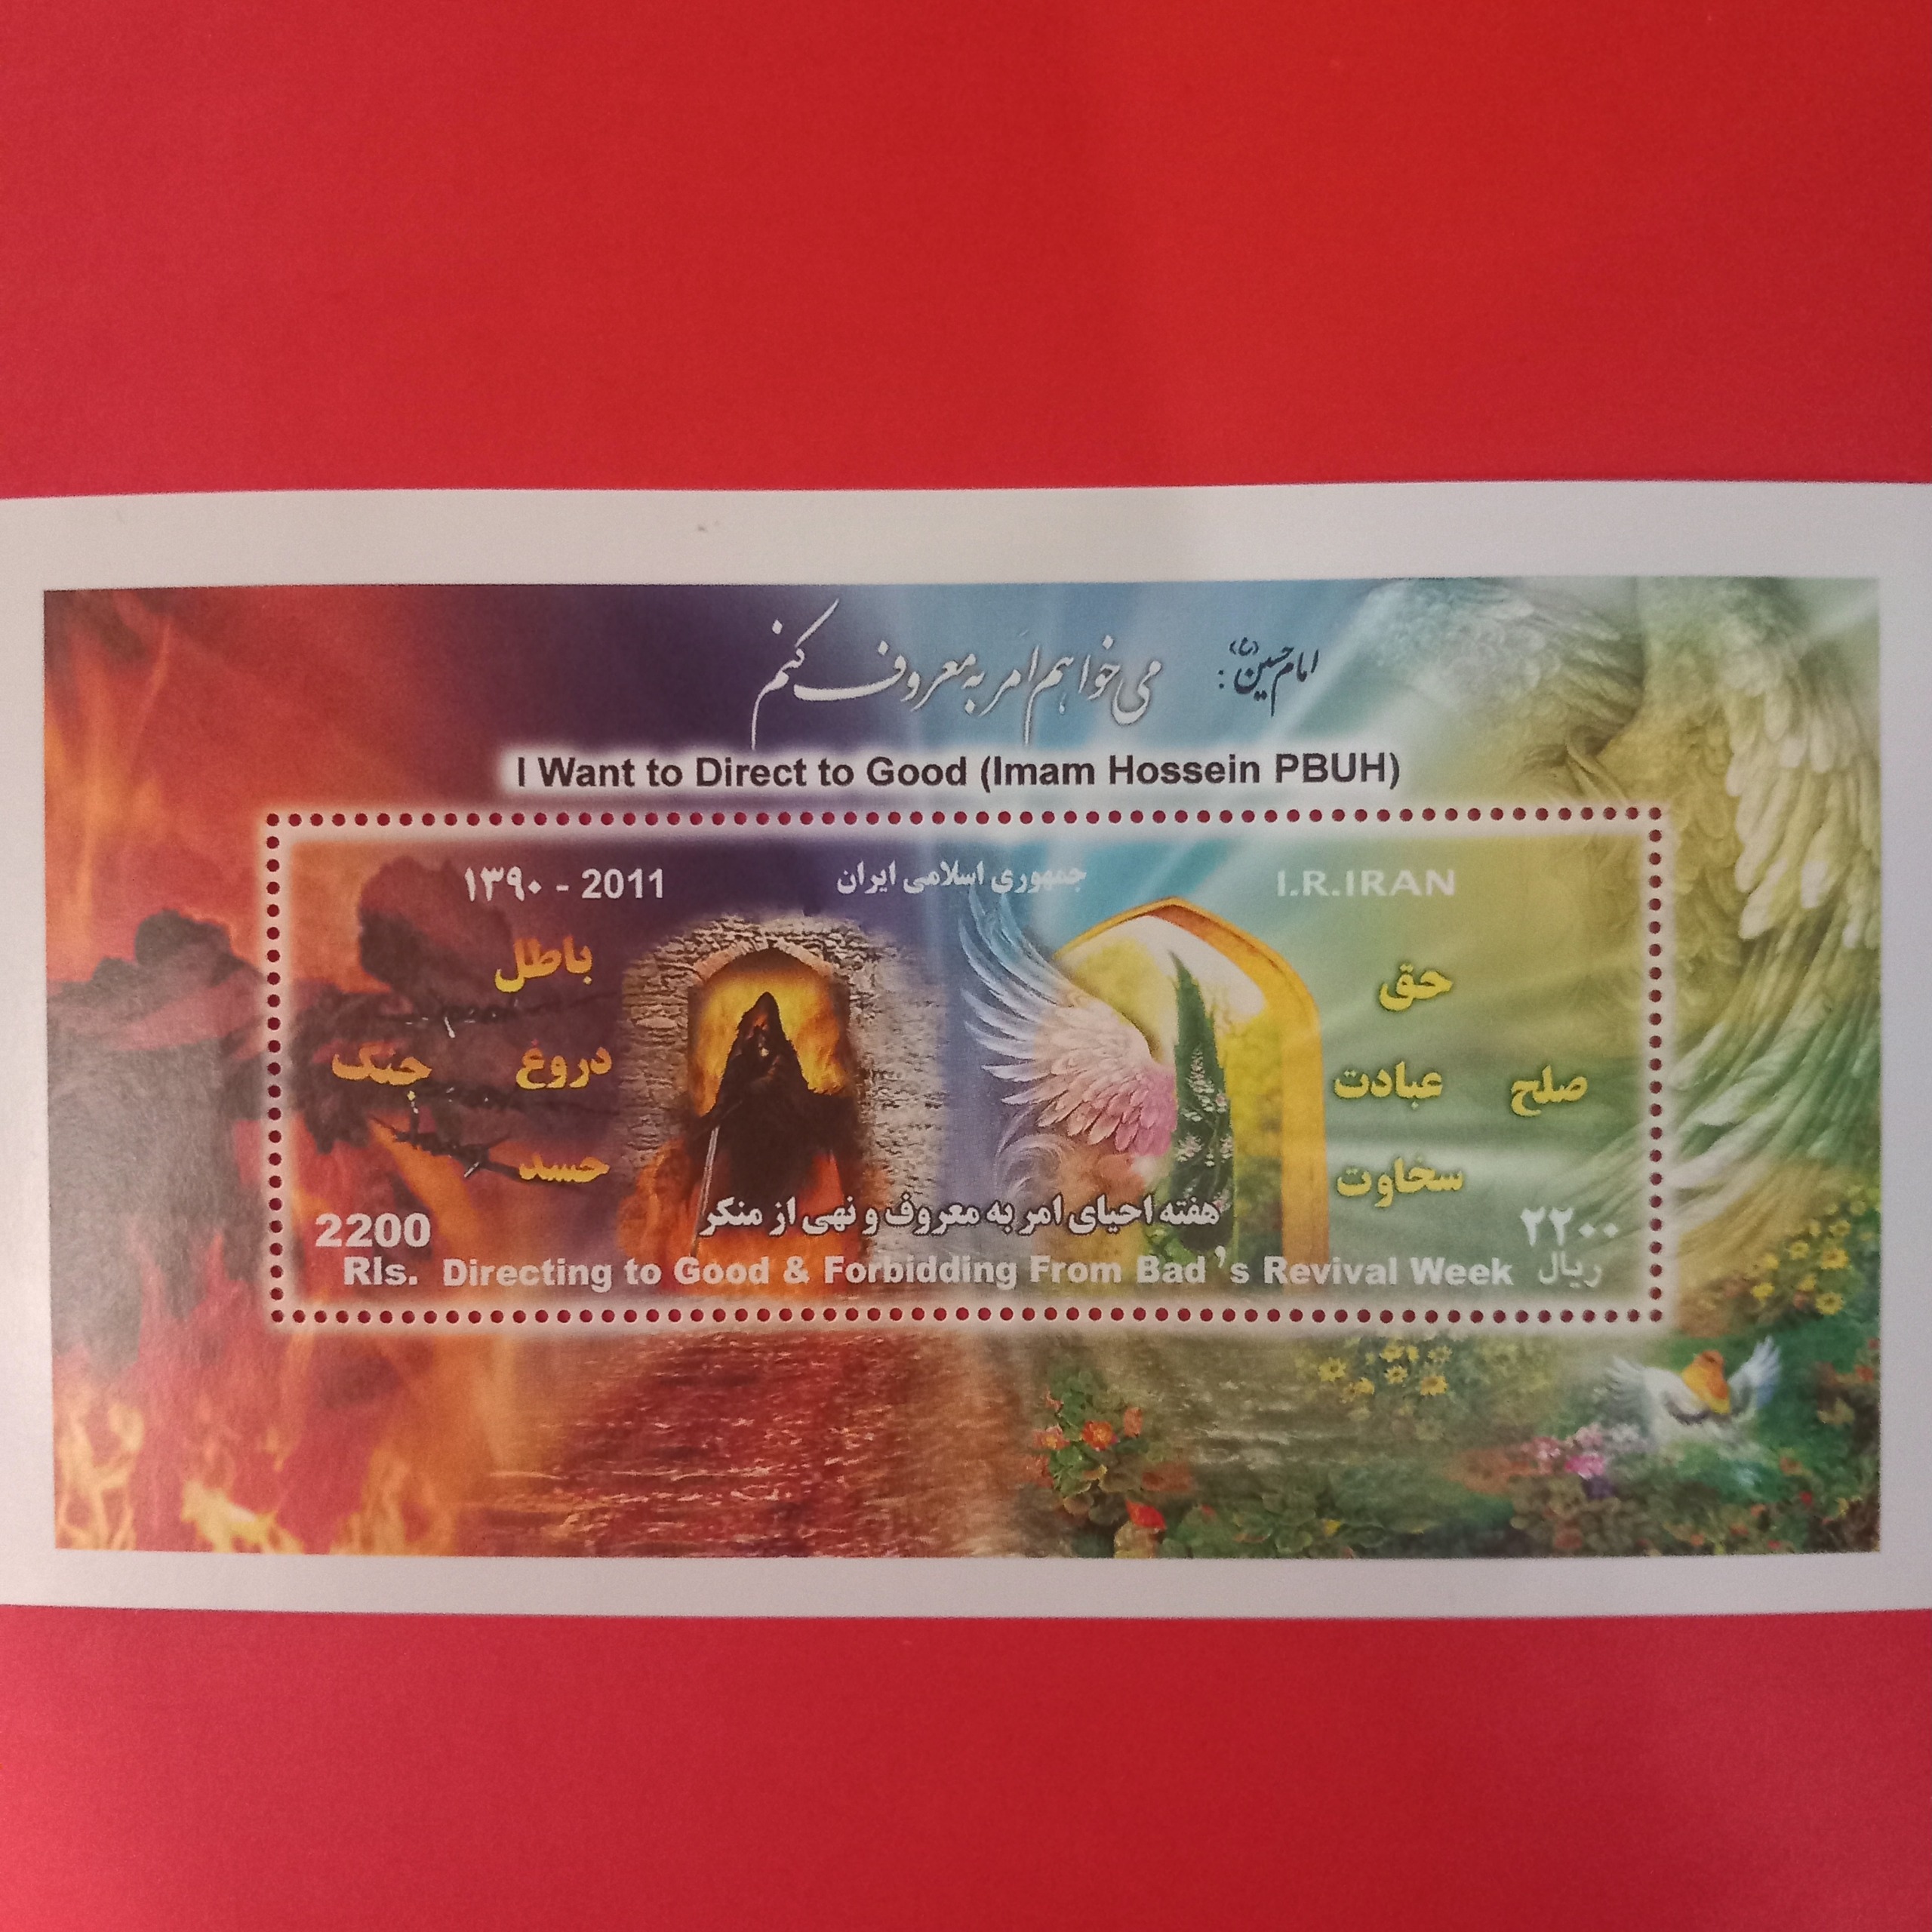 امام حسین (ع): می‌خواهم امر به معروف کنم
I Want to Direct to Good (Imam Hossein PBUH)
۱۳۹۰ - 2011 جمهوری اسلامی ایران I.R.IRAN
باطل
حق
جنگ دروغ
عبادت صلح
حسد
سخاوت
هفته احیای امر به معروف و نهی از منکر
2200
۲۲۰۰
Rls. Directing to Good & Forbidding From Bad's Revival Week ریال